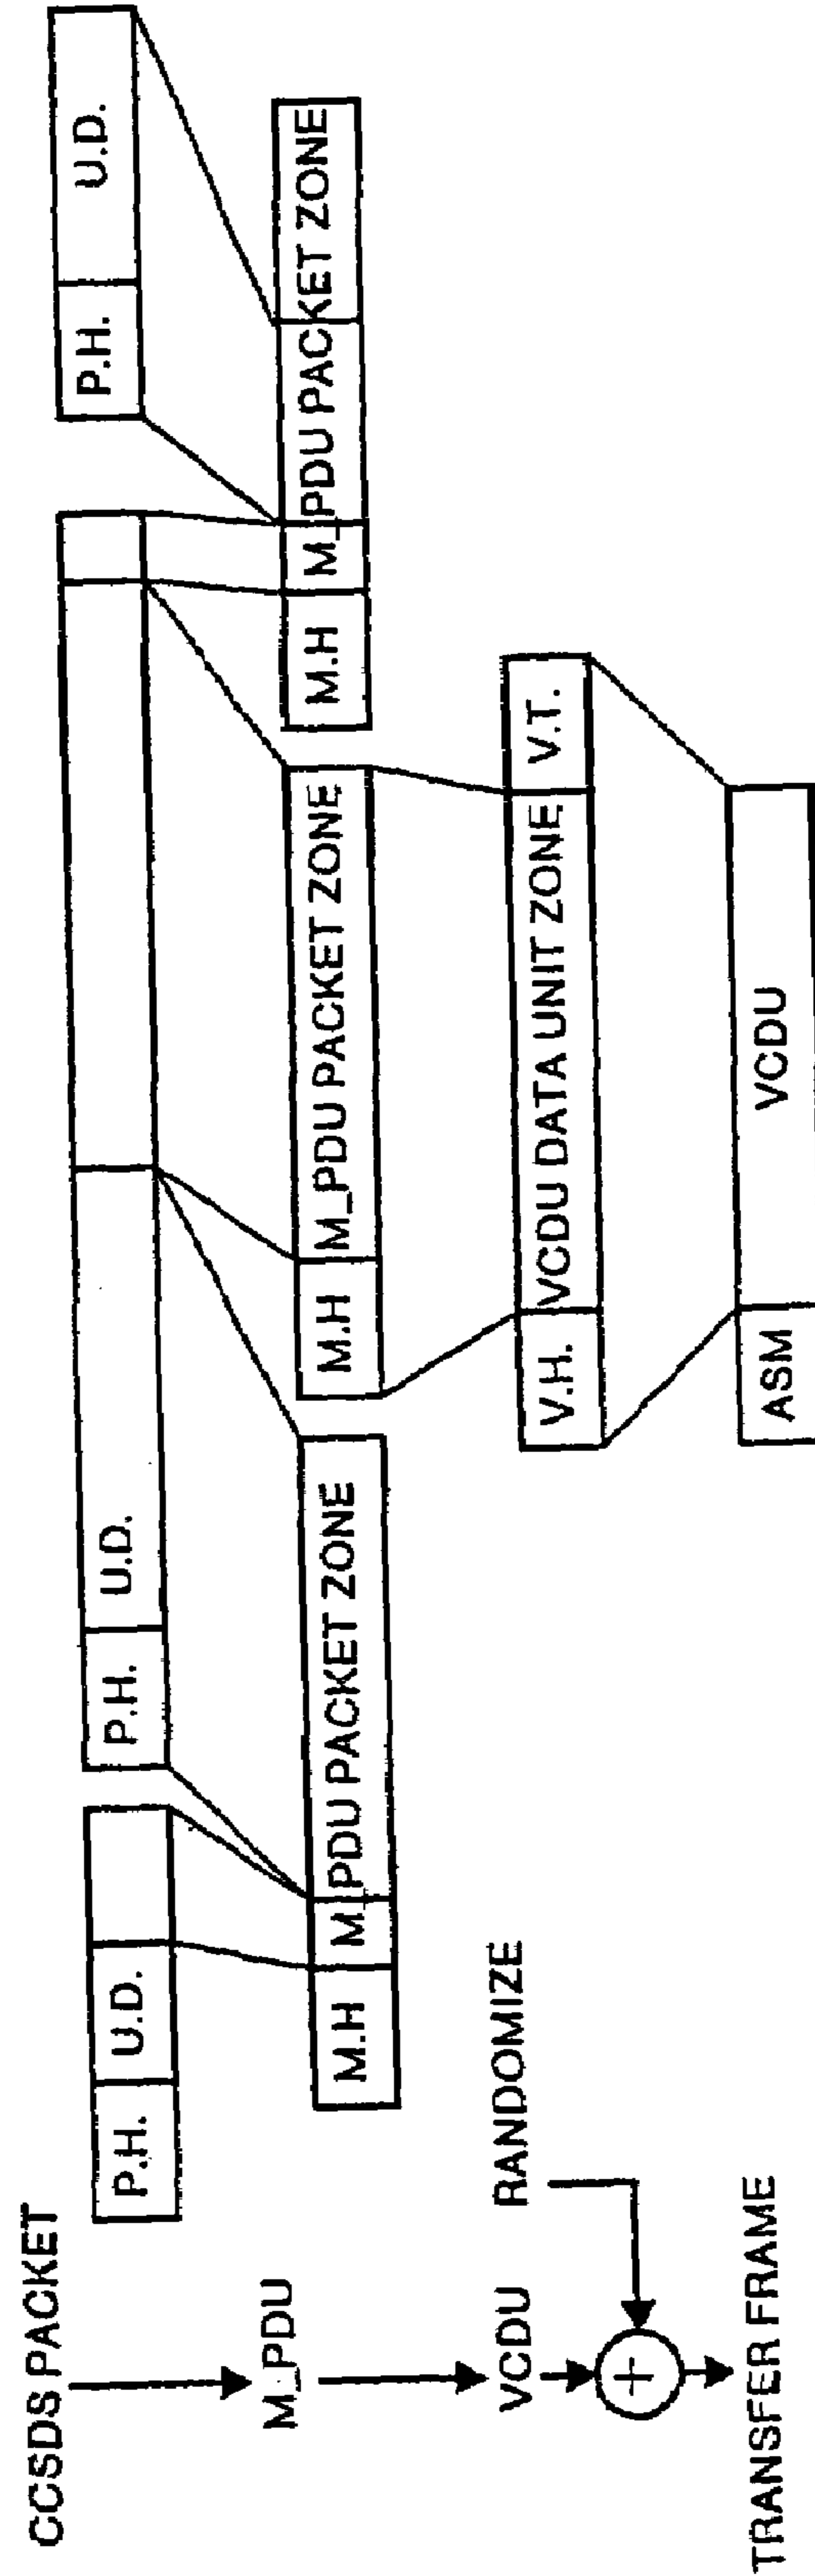 CCSDS PACKET
P.H. U.D.
P.H. U.D.
P.H. U.D.
M_PDU
M.H M_PDU PACKET ZONE
M.H M_PDU PACKET ZONE
M.H M_PDU PACKET ZONE
VCDU RANDOMIZE
V.H. VCDU DATA UNIT ZONE V.T.
+
TRANSFER FRAME
ASM VCDU